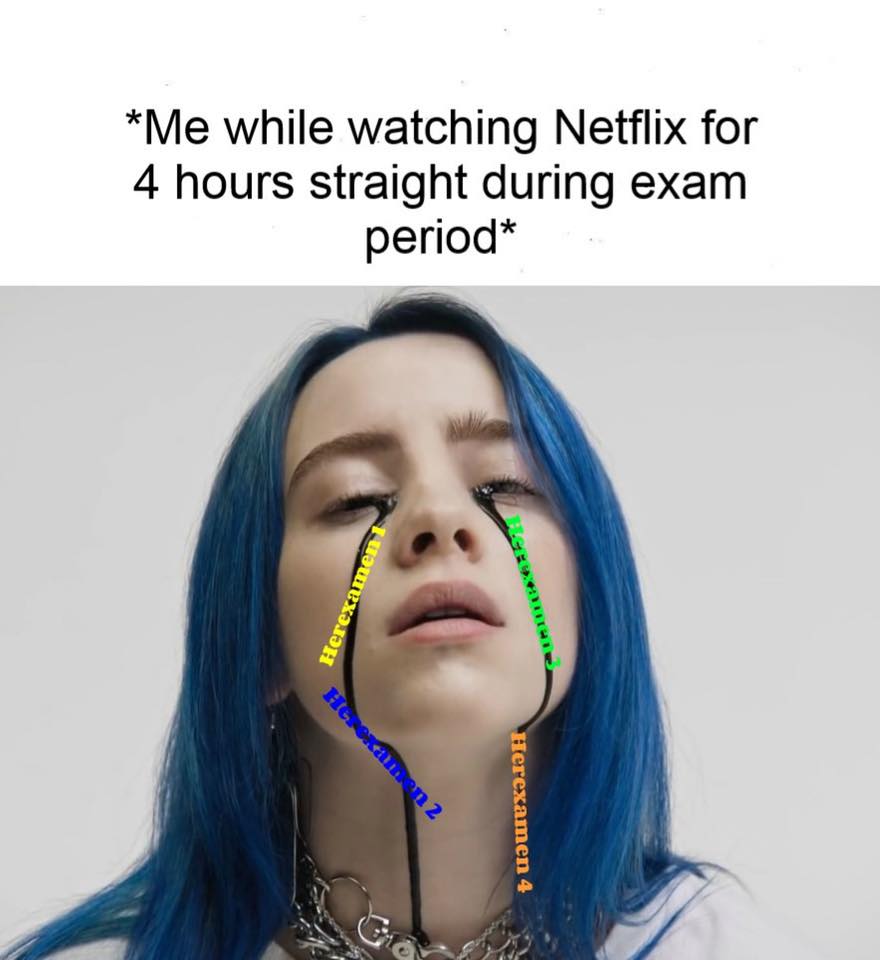 *Me while watching Netflix for
4 hours straight during exam
period*
Herexamen 1
Herexamen 3
Herexamen 2
Herexamen 4